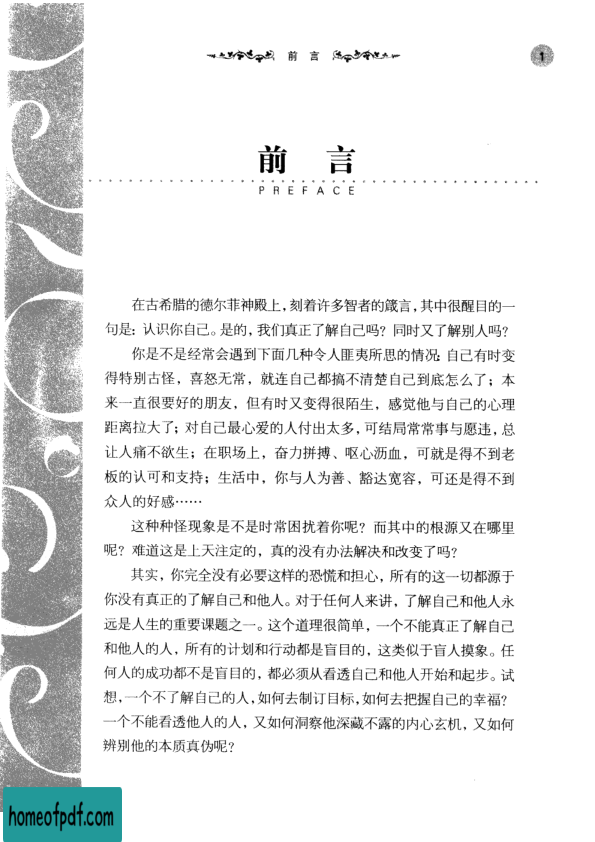 前 言
1
前 言
PREFACE
在古希腊的德尔菲神殿上，刻着许多智者的箴言，其中很醒目的一
句是：认识你自己。是的，我们真正了解自己吗？同时又了解别人吗？
你是不是经常会遇到下面几种令人匪夷所思的情况：自己有时变
得特别古怪，喜怒无常，就连自己都搞不清楚自己到底怎么了；本
来一直很要好的朋友，但有时又变得很陌生，感觉他与自己的心理
距离拉大了；对自己最心爱的人付出太多，可结局常常事与愿违，总
让人痛不欲生；在职场上，奋力拼搏、呕心沥血，可就是得不到老
板的认可和支持；生活中，你与人为善、豁达宽容，可还是得不到
众人的好感……
这种种怪现象是不是时常困扰着你呢？而其中的根源又在哪里
呢？难道这是上天注定的，真的没有办法解决和改变了吗？
其实，你完全没有必要这样的恐慌和担心，所有的这一切都源于
你没有真正的了解自己和他人。对于任何人来讲，了解自己和他人永
远是人生的重要课题之一。这个道理很简单，一个不能真正了解自己
和他人的人，所有的计划和行动都是盲目的，这类似于盲人摸象。任
何人的成功都不是盲目的，都必须从看透自己和他人开始和起步。试
想，一个不了解自己的人，如何去制订目标，如何去把握自己的幸福？
一个不能看透他人的人，又如何洞察他深藏不露的内心玄机，又如何
辨别他的本质真伪呢？
homeofpdf.com